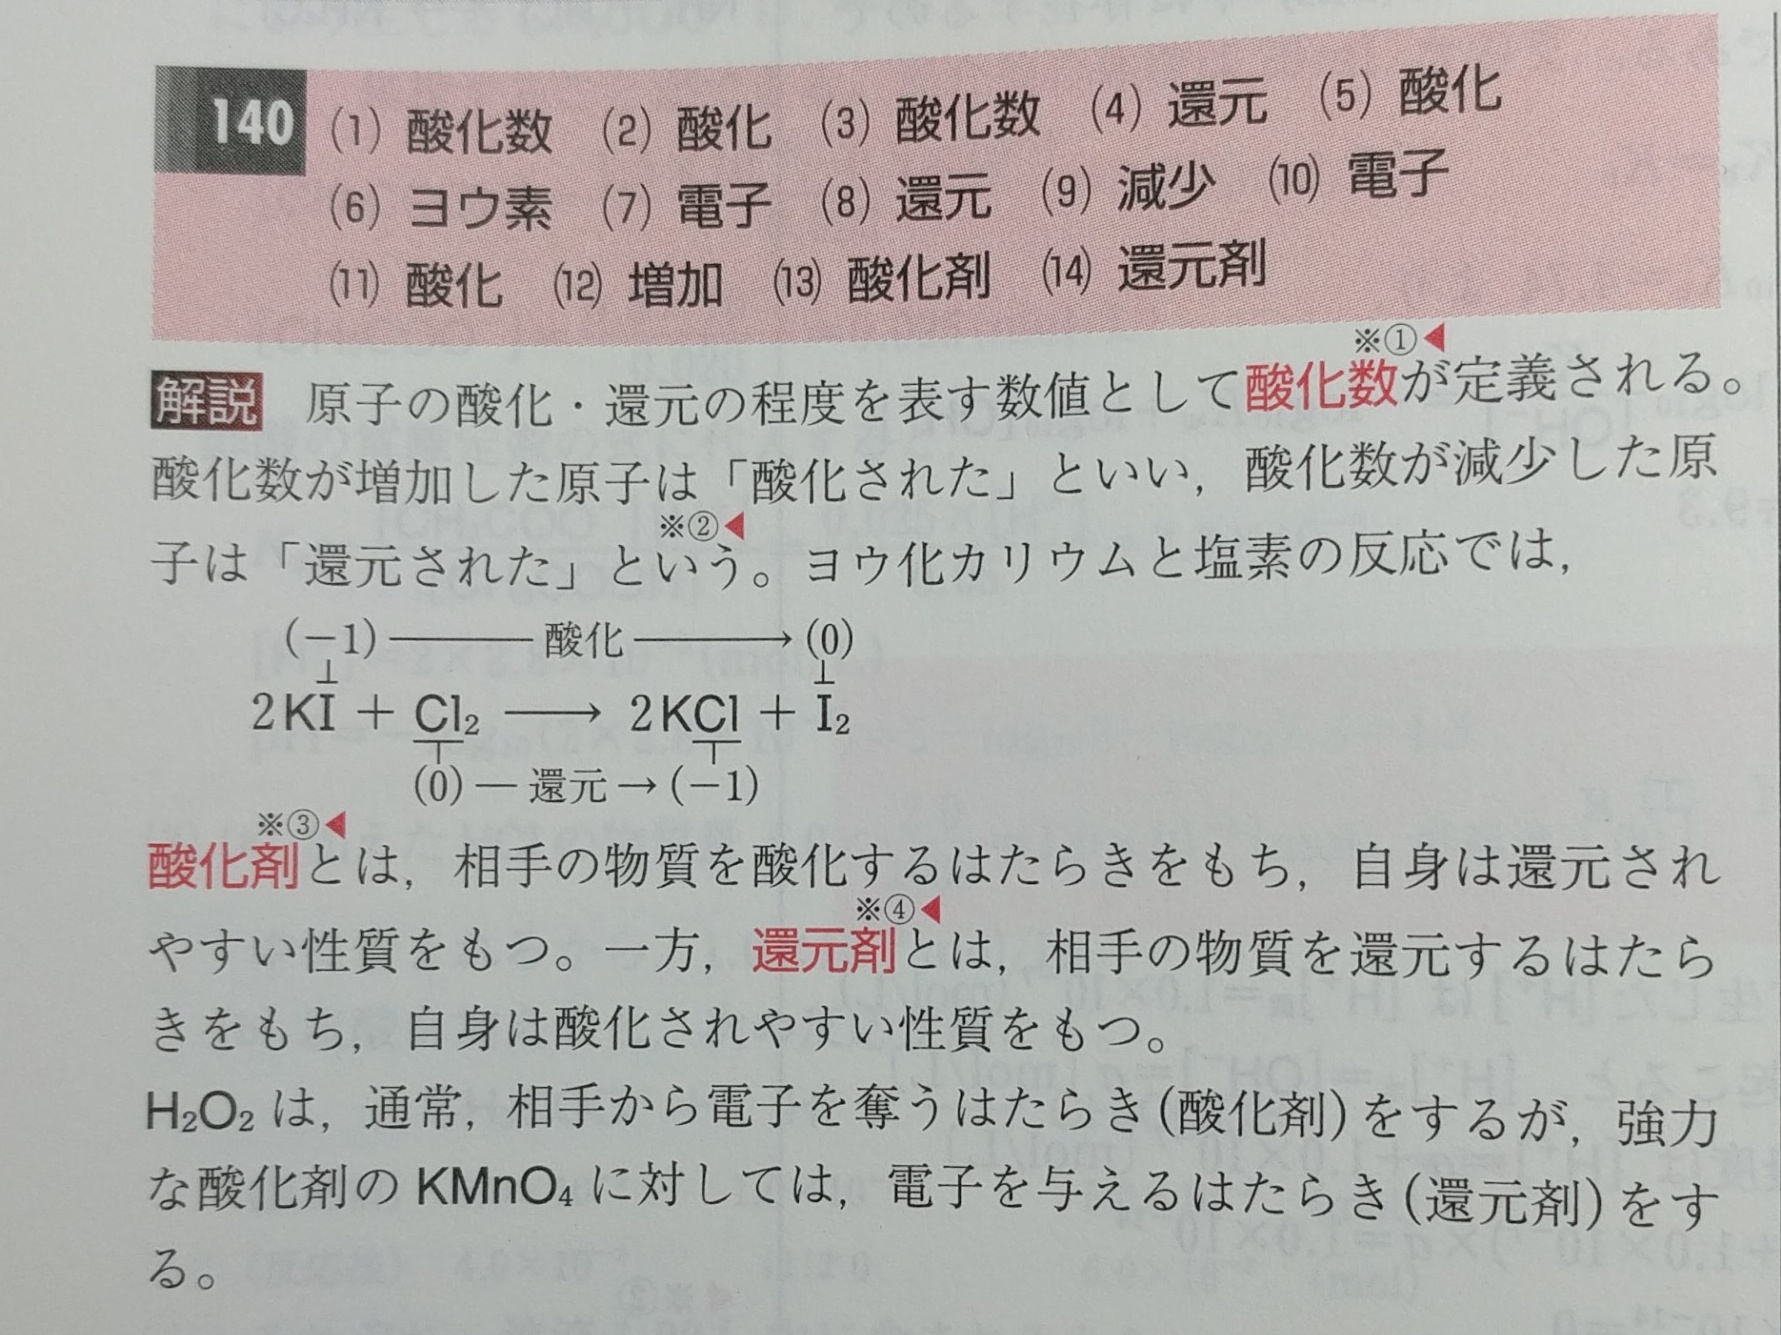 140 (1) 酸化数 (2) 酸化 (3) 酸化数 (4) 還元 (5) 酸化
(6) ヨウ素 (7) 電子 (8) 還元 (9) 減少 (10) 電子
(11) 酸化 (12) 増加 (13) 酸化剤 (14) 還元剤
※①◀
解説 原子の酸化・還元の程度を表す数値として酸化数が定義される。
酸化数が増加した原子は「酸化された」といい，酸化数が減少した原
※②◀
子は「還元された」という。ヨウ化カリウムと塩素の反応では，
(−1) ── 酸化 ─→ (0)
2KI + Cl₂ ⟶ 2KCl + I₂
(0) ─ 還元 → (−1)
※③◀
酸化剤とは，相手の物質を酸化するはたらきをもち，自身は還元され
※④◀
やすい性質をもつ。一方，還元剤とは，相手の物質を還元するはたら
きをもち，自身は酸化されやすい性質をもつ。
H₂O₂ は，通常，相手から電子を奪うはたらき(酸化剤)をするが，強力
な酸化剤の KMnO₄ に対しては，電子を与えるはたらき(還元剤)をす
る。